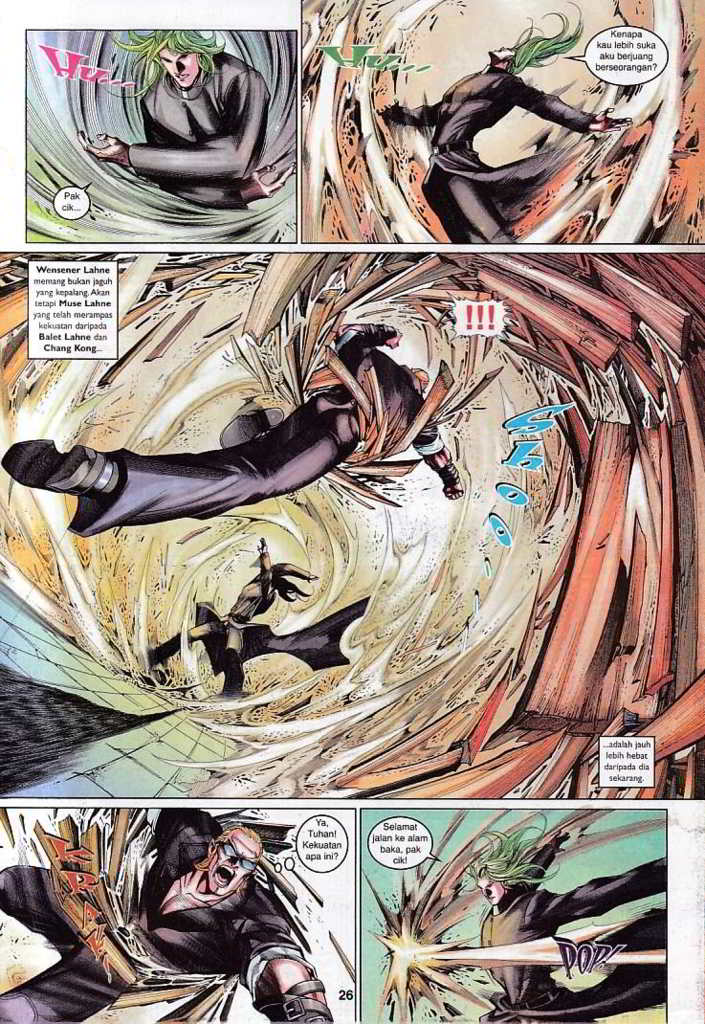 HU...
Pak
cik...
HU...
Kenapa
kau lebih suka
aku berjuang
berseorangan?
Wensener Lahne
memang bukan jaguh
yang kepalang. Akan
tetapi Muse Lahne
yang telah merampas
kekuatan daripada
Balet Lahne dan
Chang Kong...
!!!
SHOO...
...adalah jauh
lebih hebat
daripada dia
sekarang.
KRAK
Ya,
Tuhan!
Kekuatan
apa ini?
26
Selamat
jalan ke alam
baka, pak
cik!
POP!